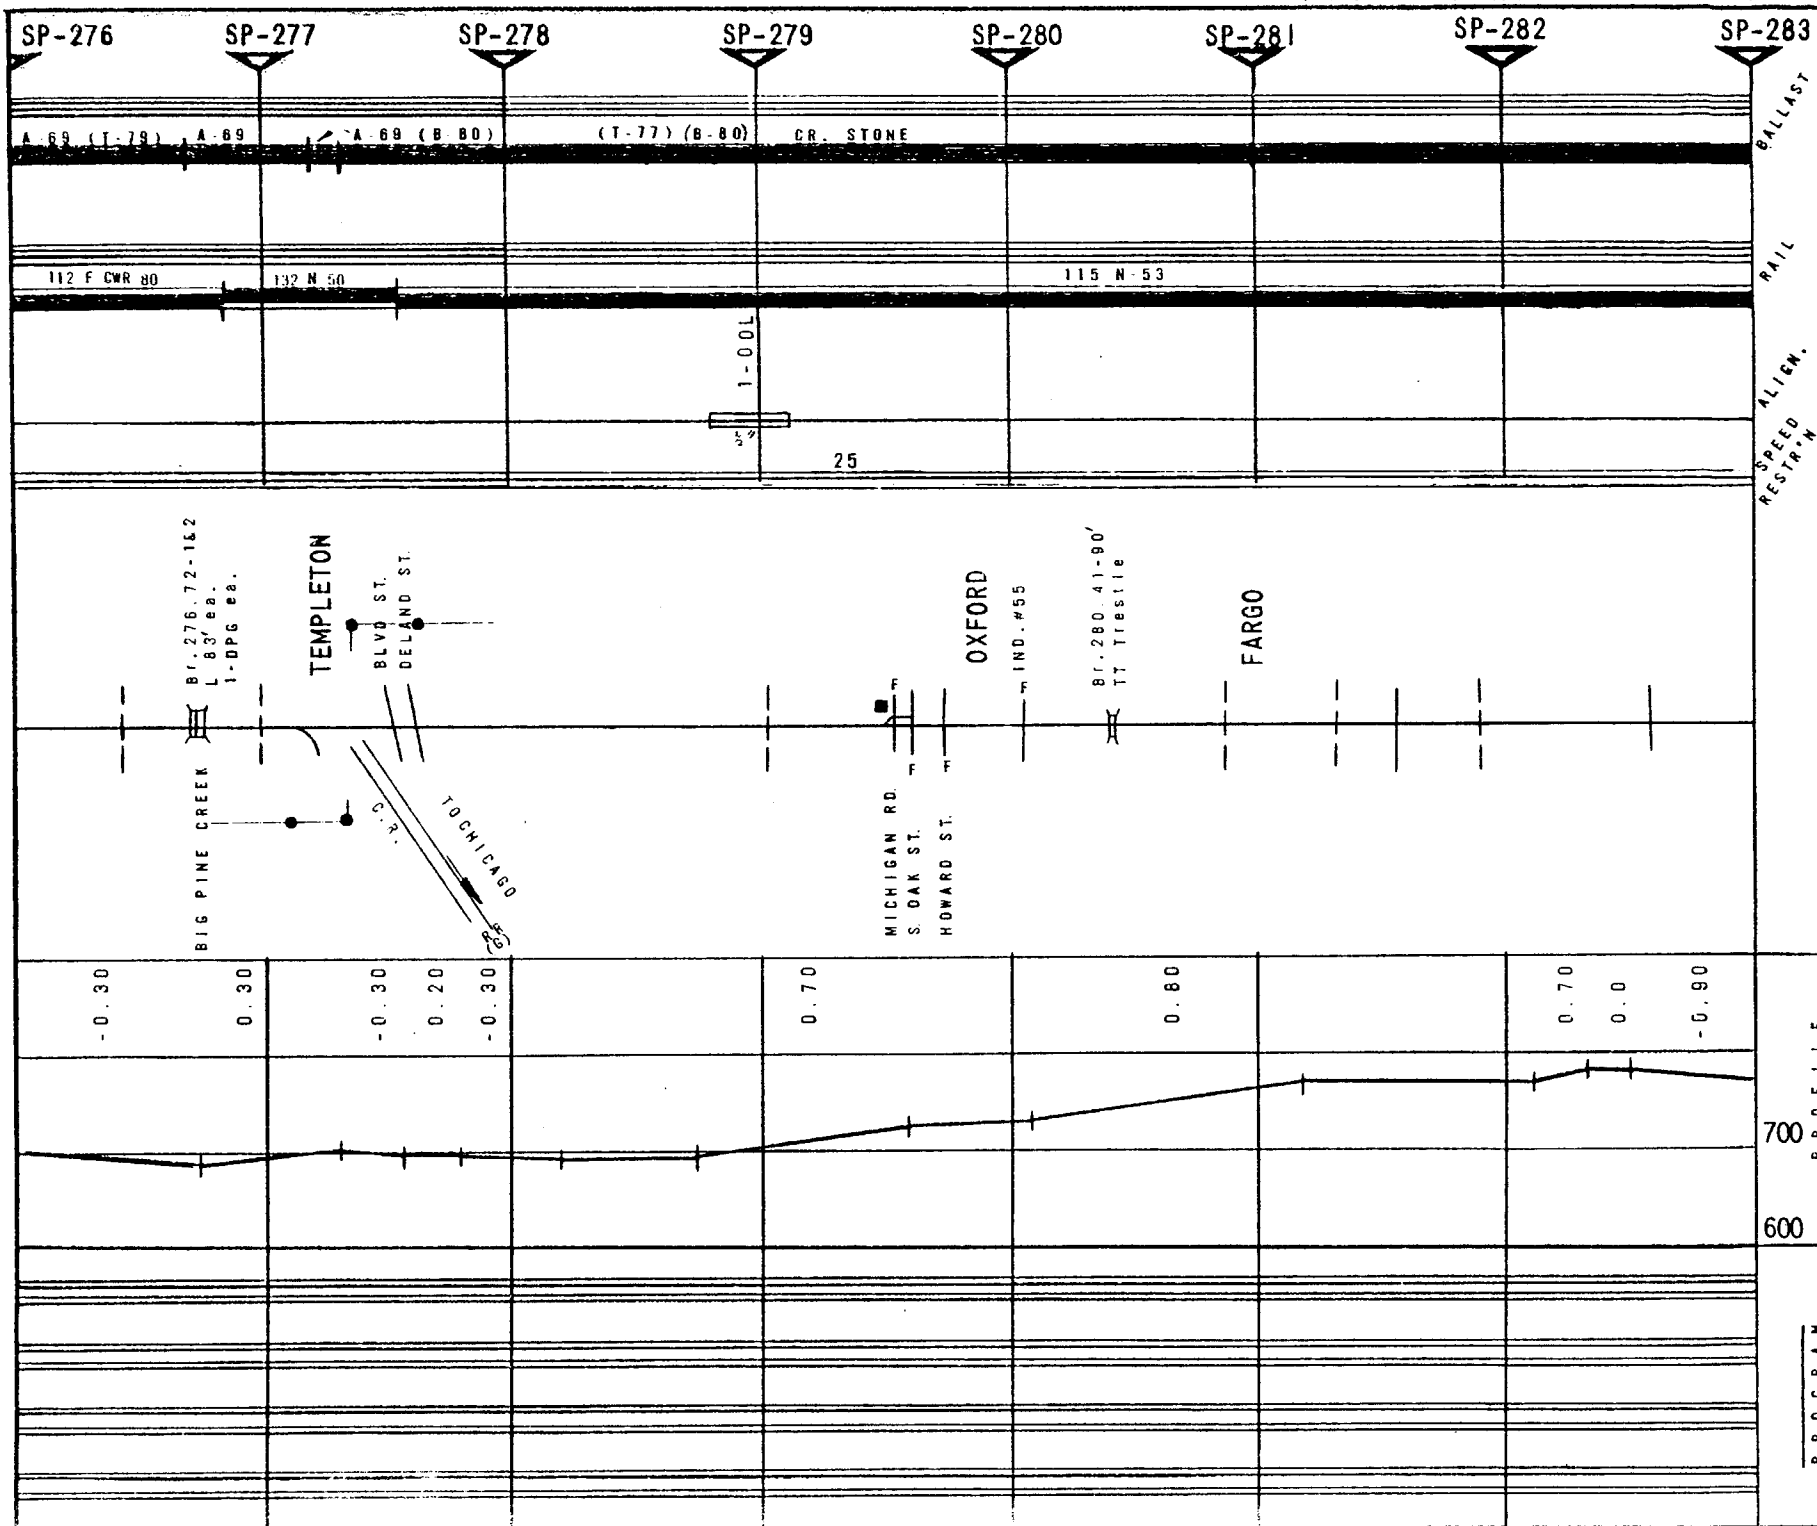 SP-276 SP-277 SP-278 SP-279 SP-280 SP-281 SP-282 SP-283
BALLAST
A-69 (T-79) A-69 A-69 (B-80) (T-77) (B-80) CR. STONE
RAIL
112 F CWR 80 132 N 50 115 N-53
ALIGN.
1-00L
SPEED
RESTR'N
25
Br.276.72-1&2
L 83' ea.
1-DPG ea.
TEMPLETON
BLVD ST.
DELAND ST.
OXFORD
IND.#55
Br.280.41-90'
TT Trestle
FARGO
F
F
F
F
BIG PINE CREEK
C.R.
TO CHICAGO
MICHIGAN RD.
S. OAK ST.
HOWARD ST.
-0.30 0.30 -0.30 0.20 -0.30 0.70 0.80 0.70 0.0 -0.90
PROFILE
700
600
PROGRAM